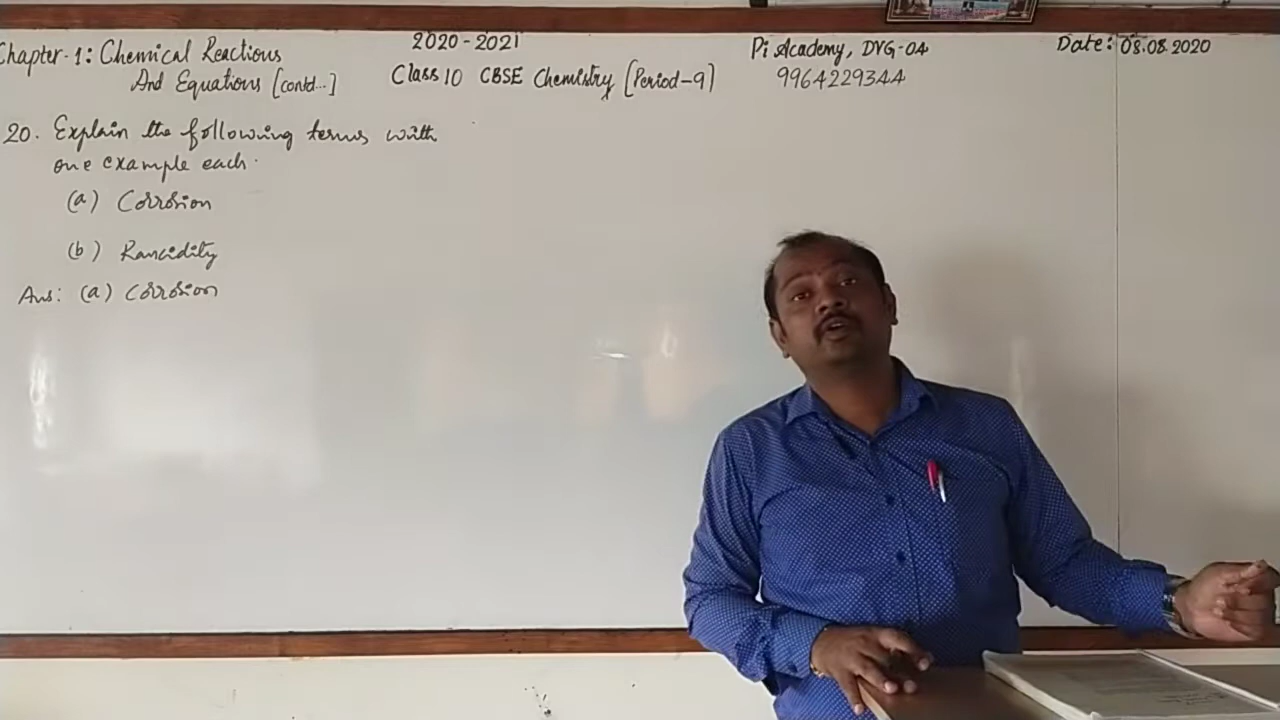 Chapter-1: Chemical Reactions
And Equations [contd...]
2020-2021
Class 10 CBSE Chemistry [Period-9]
Pi Academy, DVG-04
9964229344
Date: 08.08.2020
20. Explain the following terms with
one example each.
(a) Corrosion
(b) Rancidity
Ans: (a) Corrosion